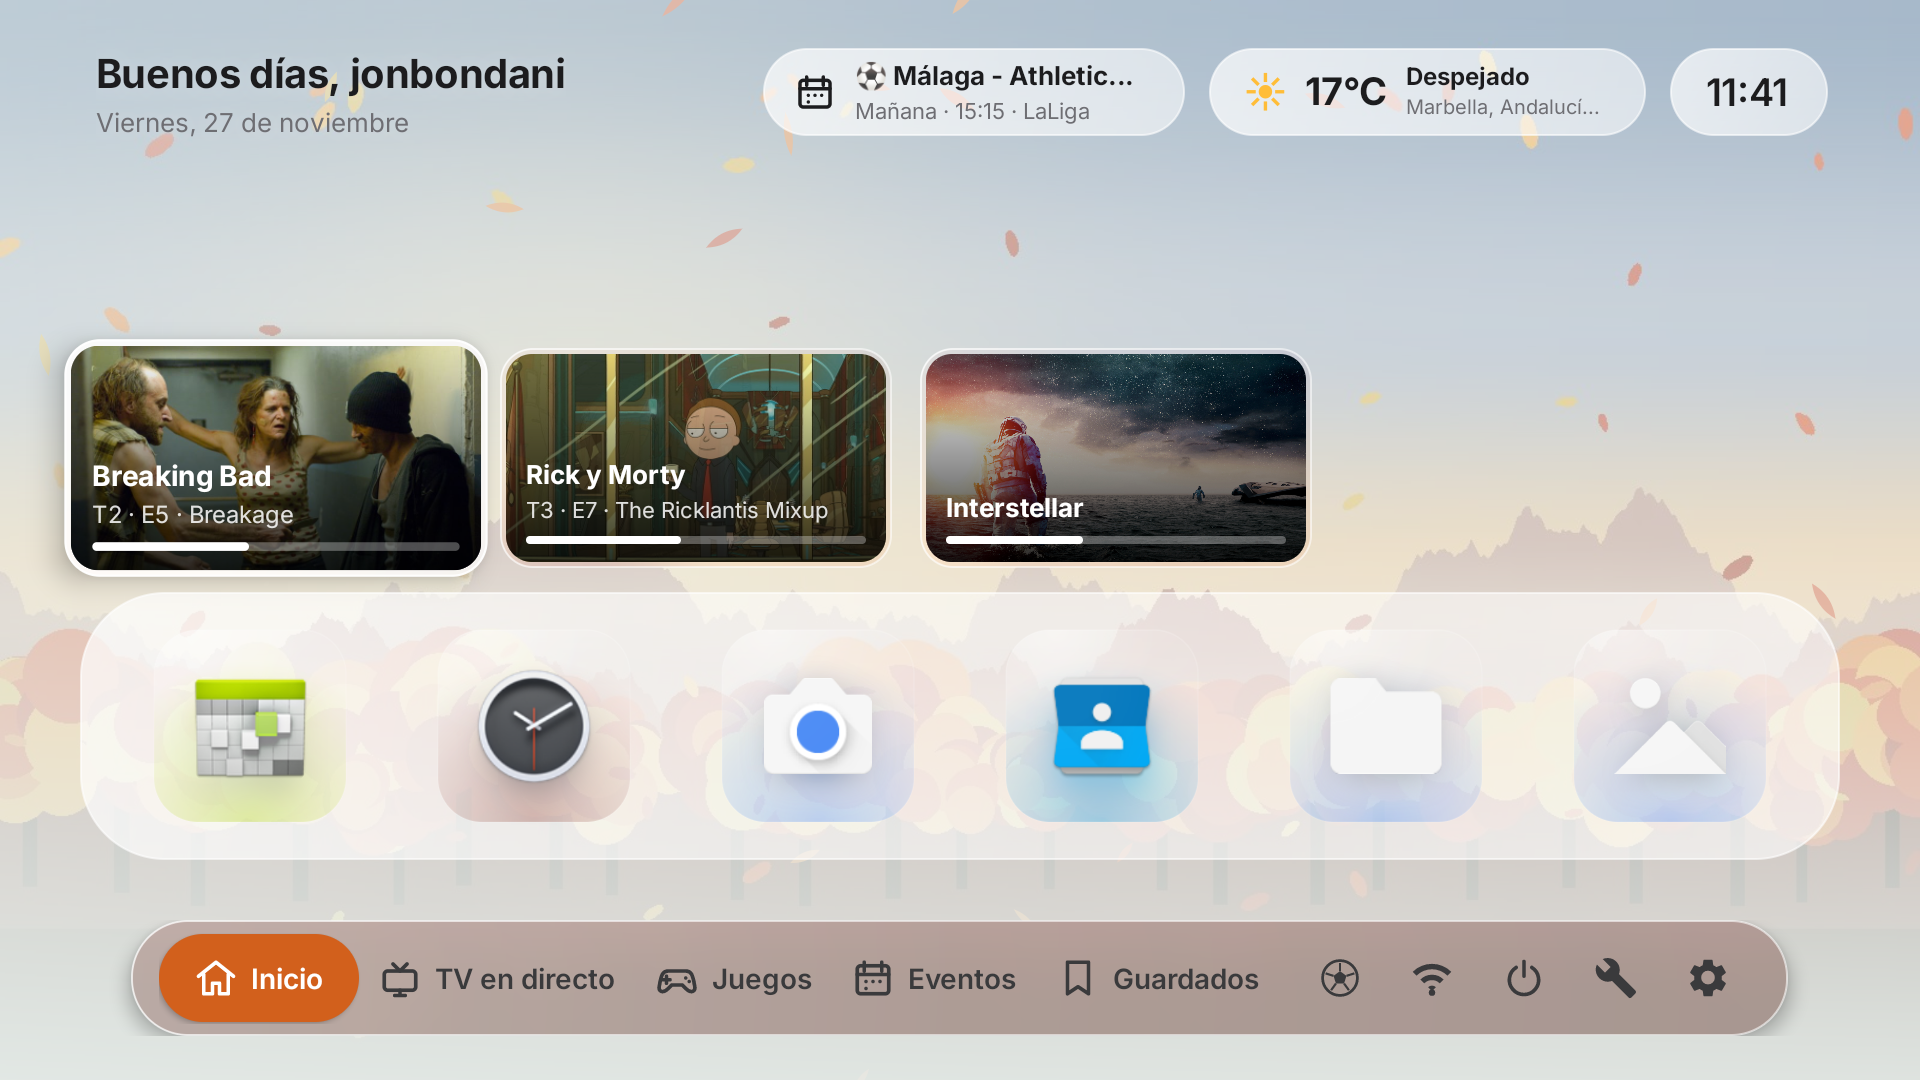 Buenos días, jonbondani
Viernes, 27 de noviembre
⚽ Málaga - Athletic...
Mañana · 15:15 · LaLiga
17°C
Despejado
Marbella, Andalucí...
11:41
Breaking Bad
T2 · E5 · Breakage
Rick y Morty
T3 · E7 · The Ricklantis Mixup
Interstellar
Inicio
TV en directo
Juegos
Eventos
Guardados